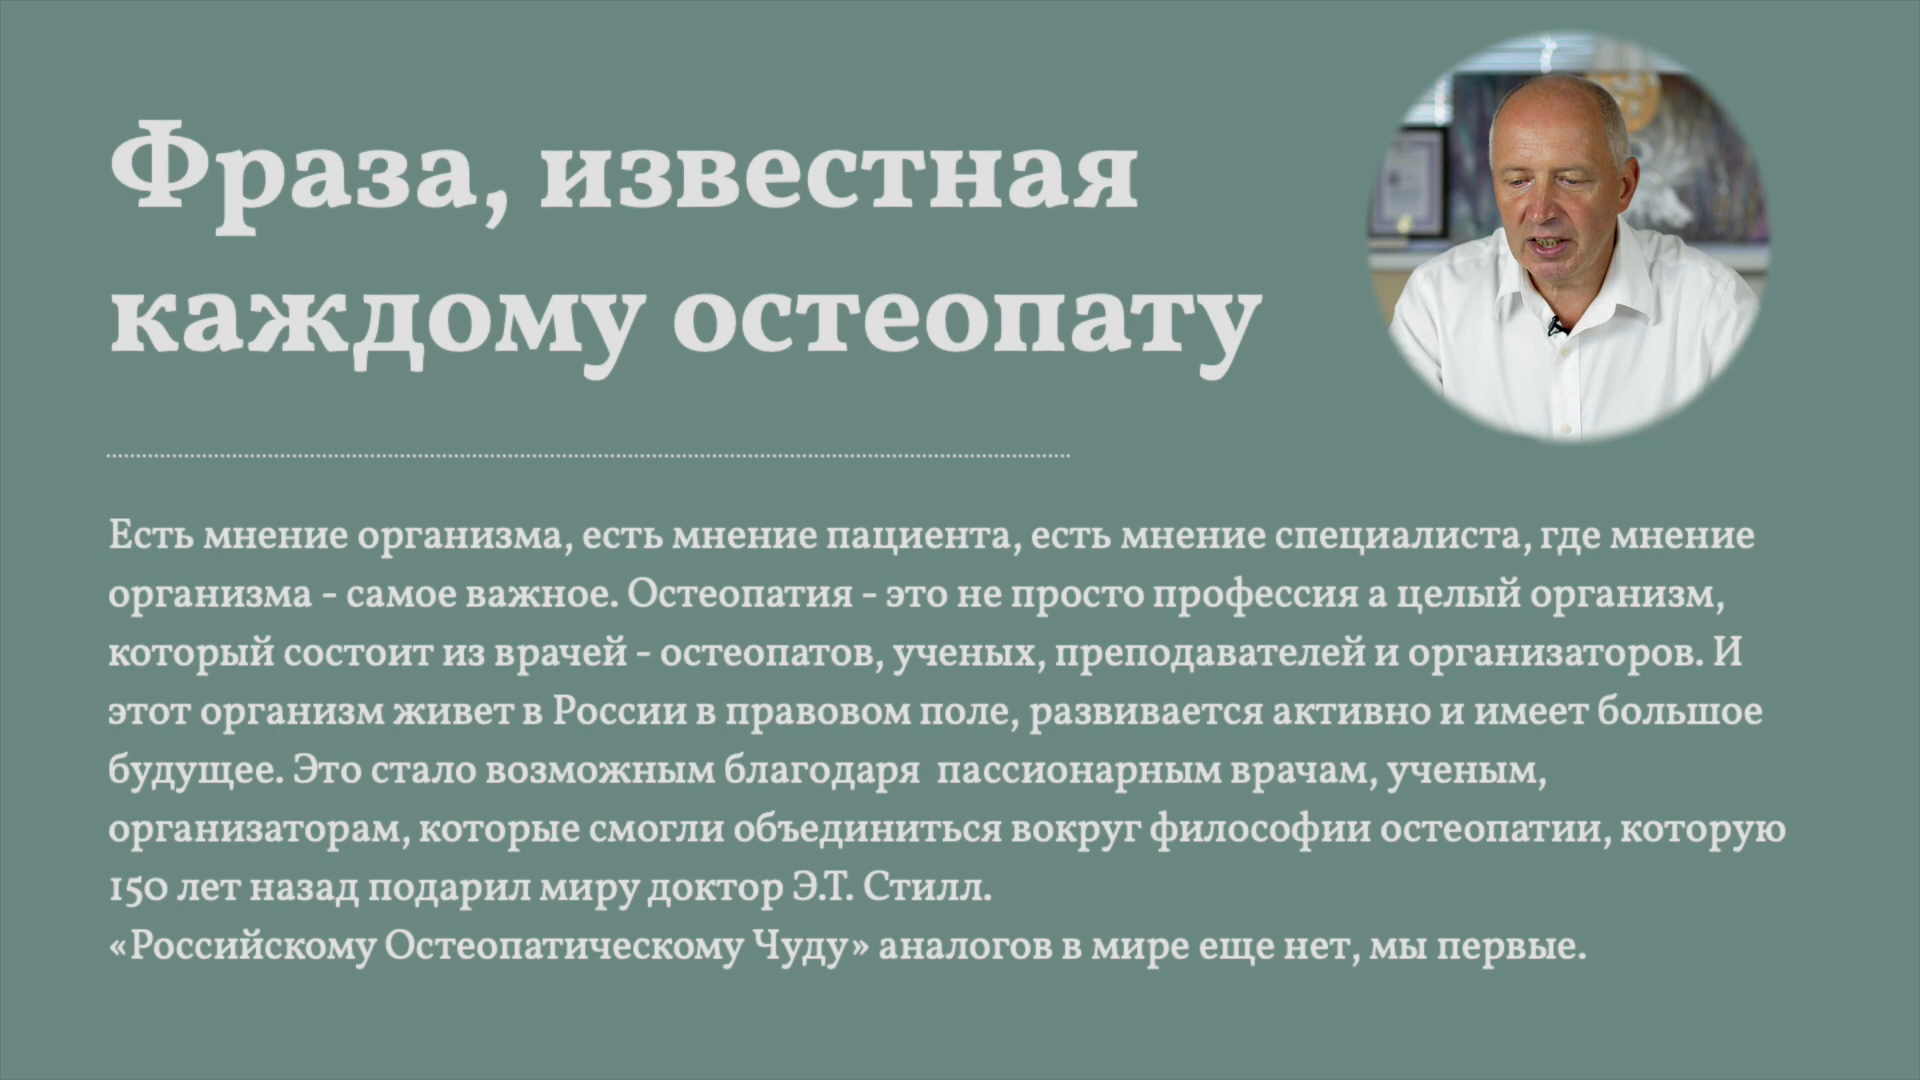 Фраза, известная
каждому остеопату
Есть мнение организма, есть мнение пациента, есть мнение специалиста, где мнение
организма - самое важное. Остеопатия - это не просто профессия а целый организм,
который состоит из врачей - остеопатов, ученых, преподавателей и организаторов. И
этот организм живет в России в правовом поле, развивается активно и имеет большое
будущее. Это стало возможным благодаря  пассионарным врачам, ученым,
организаторам, которые смогли объединиться вокруг философии остеопатии, которую
150 лет назад подарил миру доктор Э.Т. Стилл.
«Российскому Остеопатическому Чуду» аналогов в мире еще нет, мы первые.